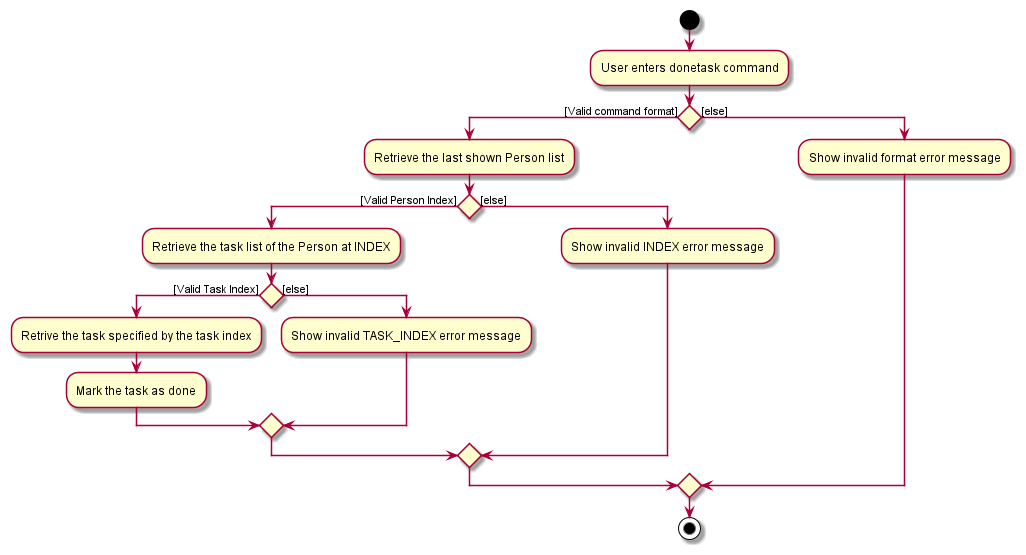 User enters donetask command
[Valid command format]
[else]
Retrieve the last shown Person list
Show invalid format error message
[Valid Person Index]
[else]
Retrieve the task list of the Person at INDEX
Show invalid INDEX error message
[Valid Task Index]
[else]
Retrive the task specified by the task index
Show invalid TASK_INDEX error message
Mark the task as done